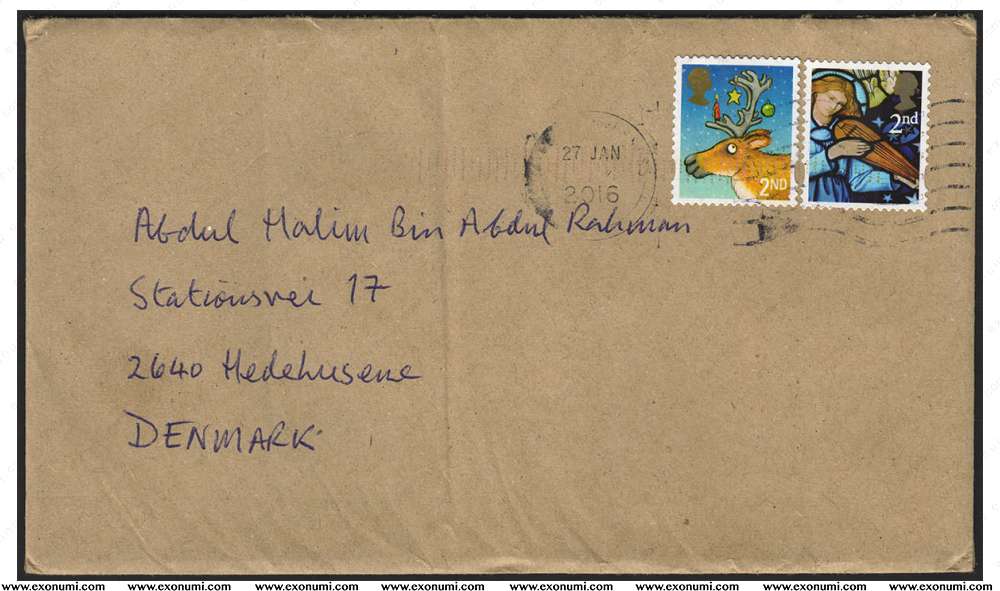 27 JAN
2016
2ND
2nd
Abdul Halim Bin Abdul Rahman
Stationsvei 17
2640 Hedehusene
DENMARK
www.exonumi.com www.exonumi.com www.exonumi.com www.exonumi.com www.exonumi.com www.exonumi.com www.exonumi.com www.exonumi.com